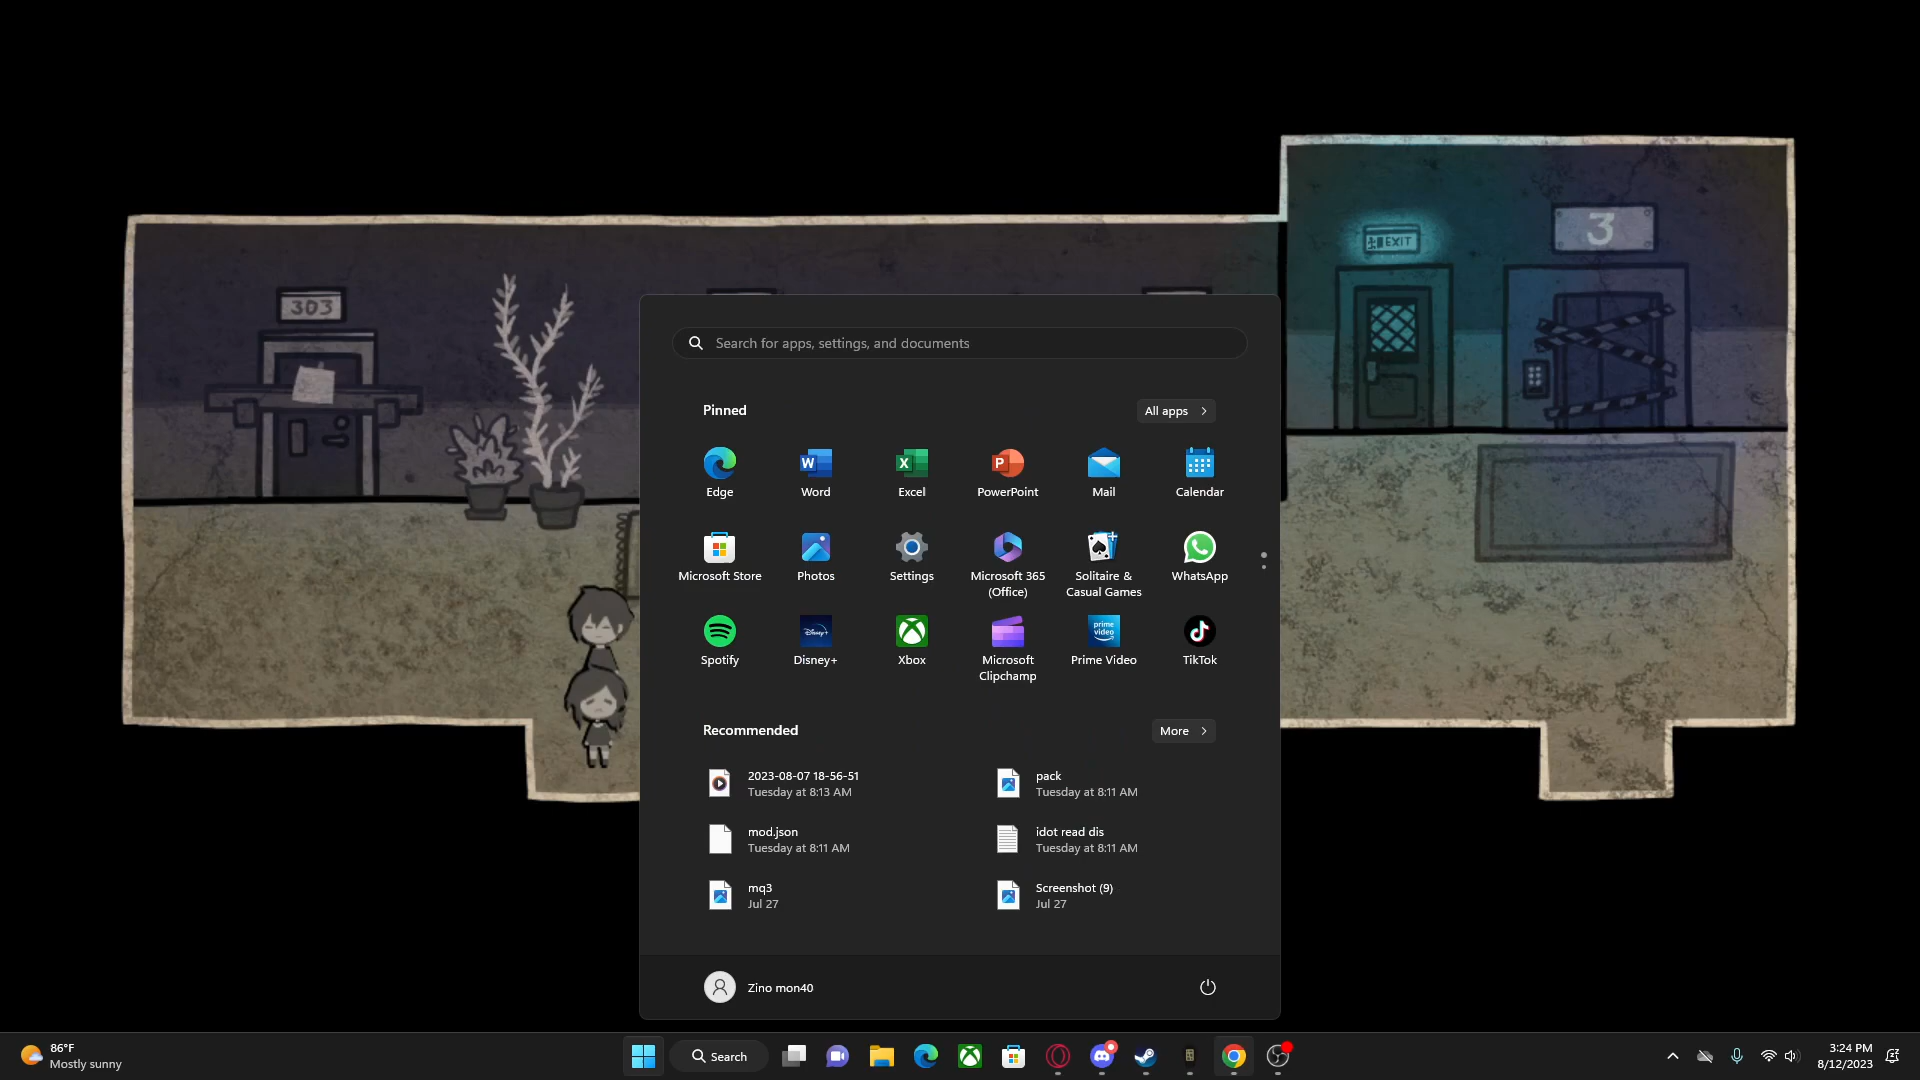 3
EXIT
303
Search for apps, settings, and documents
Pinned
All apps
Edge
Word
Excel
PowerPoint
Mail
Calendar
Microsoft Store
Photos
Settings
Microsoft 365
(Office)
Solitaire &
Casual Games
WhatsApp
Spotify
Disney+
Xbox
Microsoft
Clipchamp
prime
video
Prime Video
TikTok
Recommended
More
2023-08-07 18-56-51
Tuesday at 8:13 AM
pack
Tuesday at 8:11 AM
mod.json
Tuesday at 8:11 AM
idot read dis
Tuesday at 8:11 AM
mq3
Jul 27
Screenshot (9)
Jul 27
Zino mon40
86°F
Mostly sunny
Search
3:24 PM
8/12/2023